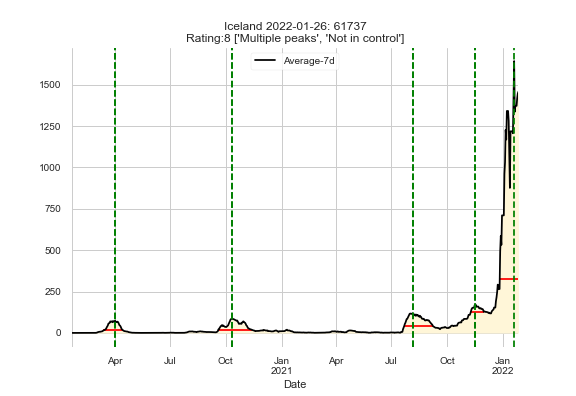 Iceland 2022-01-26: 61737
Rating:8 ['Multiple peaks', 'Not in control']
Average-7d
1500
1250
1000
750
500
250
0
Apr
Jul
Oct
Jan
2021
Apr
Jul
Oct
Jan
2022
Date